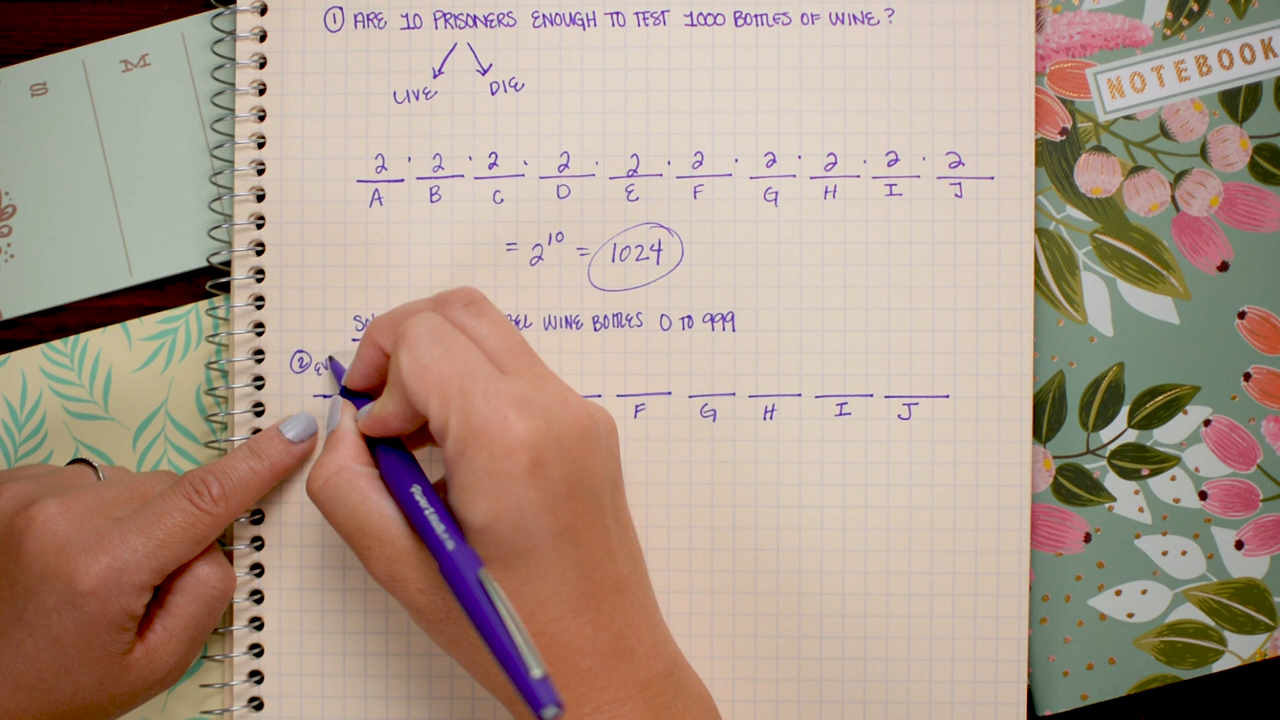 ① ARE 10 PRISONERS ENOUGH TO TEST 1000 BOTTLES OF WINE?
LIVE DIE
2 · 2 · 2 · 2 · 2 · 2 · 2 · 2 · 2 · 2
A B C D E F G H I J
= 2¹⁰ = 1024
WINE BOTTLES 0 TO 999
②
F G H I J
S M
NOTEBOOK